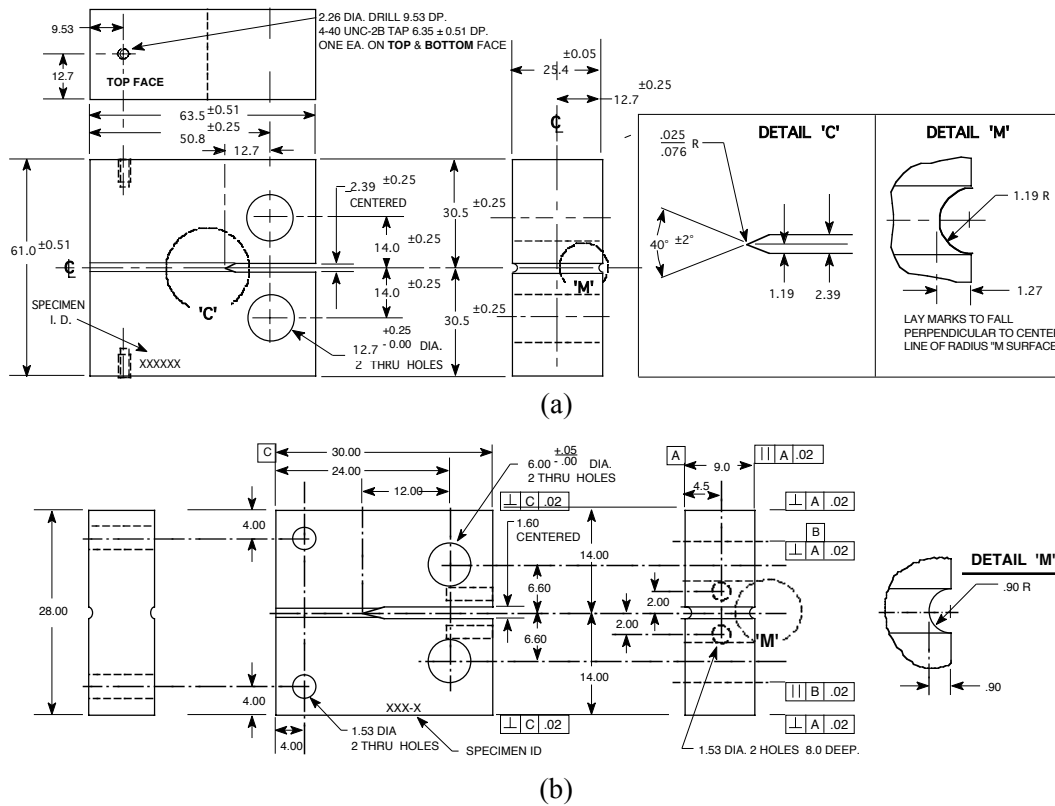 2.26 DIA. DRILL 9.53 DP.
4-40 UNC-2B TAP 6.35 ± 0.51 DP.
ONE EA. ON TOP & BOTTOM FACE
9.53
12.7
TOP FACE
63.5 ±0.51
50.8 ±0.25
12.7
±0.05
25.4
±0.25
12.7
℄
2.39 ±0.25
CENTERED
30.5 ±0.25
14.0 ±0.25
61.0 ±0.51
℄
14.0 ±0.25
30.5 ±0.25
'C'
'M'
SPECIMEN
I. D.
XXXXXX
+0.25
12.7 -0.00 DIA.
2 THRU HOLES
DETAIL 'C'
.025
.076 R
40° ±2°
1.19
2.39
DETAIL 'M'
1.19 R
1.27
LAY MARKS TO FALL
PERPENDICULAR TO CENTER
LINE OF RADIUS "M SURFACE
(a)
C
30.00
24.00
12.00
6.00 +.05 -.00 DIA.
2 THRU HOLES
⊥ C .02
1.60
CENTERED
4.00
28.00
4.00
14.00
6.60
6.60
14.00
XXX-X
4.00
1.53 DIA
2 THRU HOLES
SPECIMEN ID
⊥ C .02
A
9.0
4.5
|| A .02
⊥ A .02
B
⊥ A .02
2.00
2.00
'M'
|| B .02
⊥ A .02
1.53 DIA. 2 HOLES 8.0 DEEP.
DETAIL 'M'
.90 R
.90
(b)